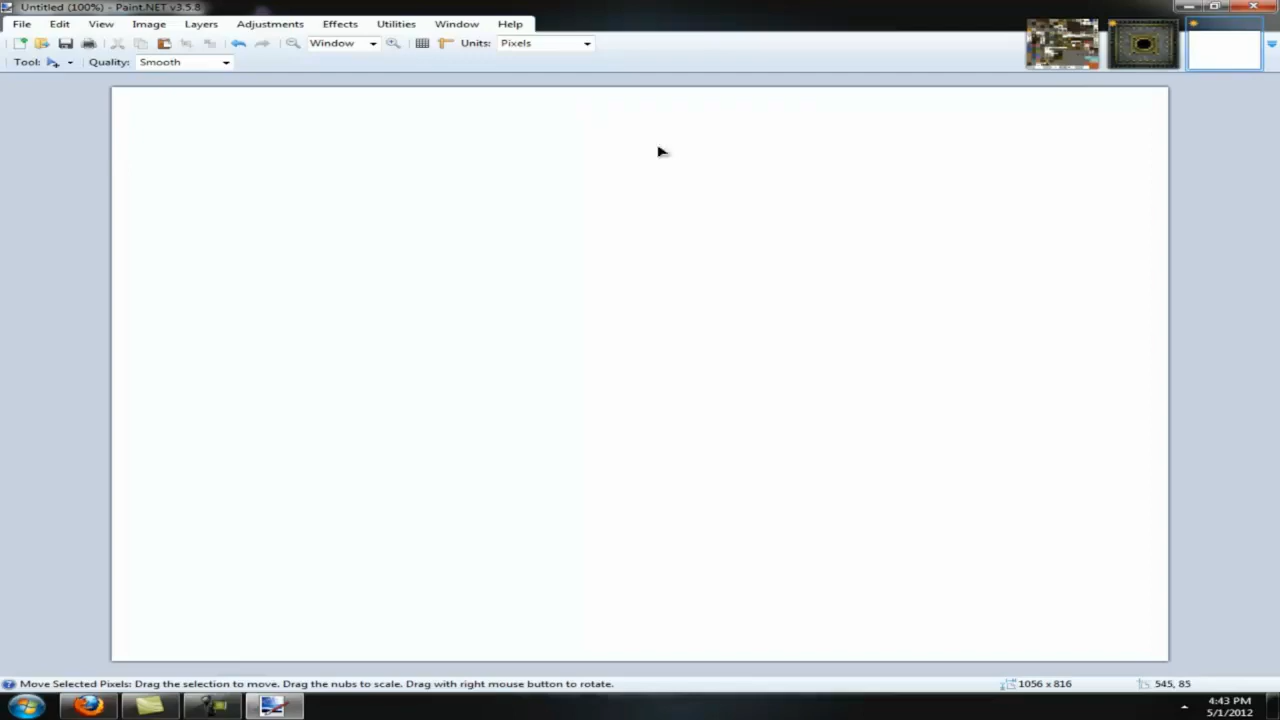 Untitled (100%) - Paint.NET v3.5.8
File Edit View Image Layers Adjustments Effects Utilities Window Help
Window Units: Pixels
Tool: Quality: Smooth
Move Selected Pixels: Drag the selection to move. Drag the nubs to scale. Drag with right mouse button to rotate. 1056 x 816 545, 85
4:43 PM
5/1/2012